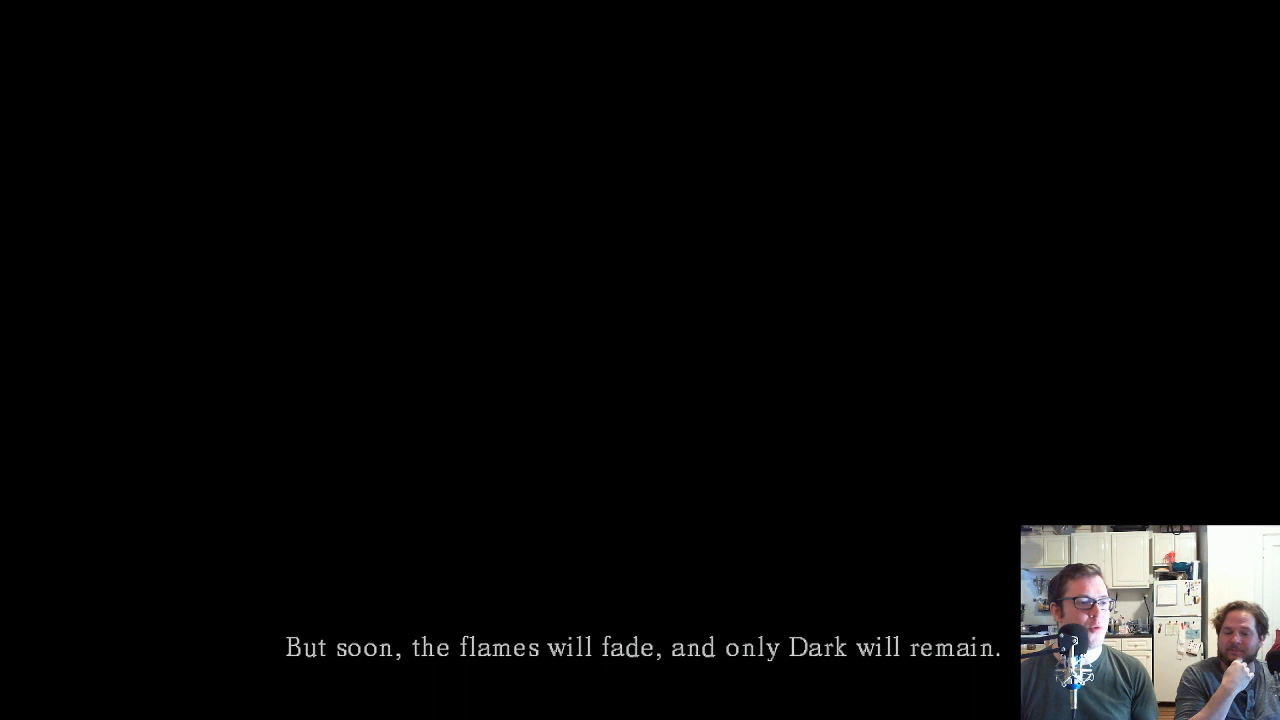 But soon, the flames will fade, and only Dark will remain.